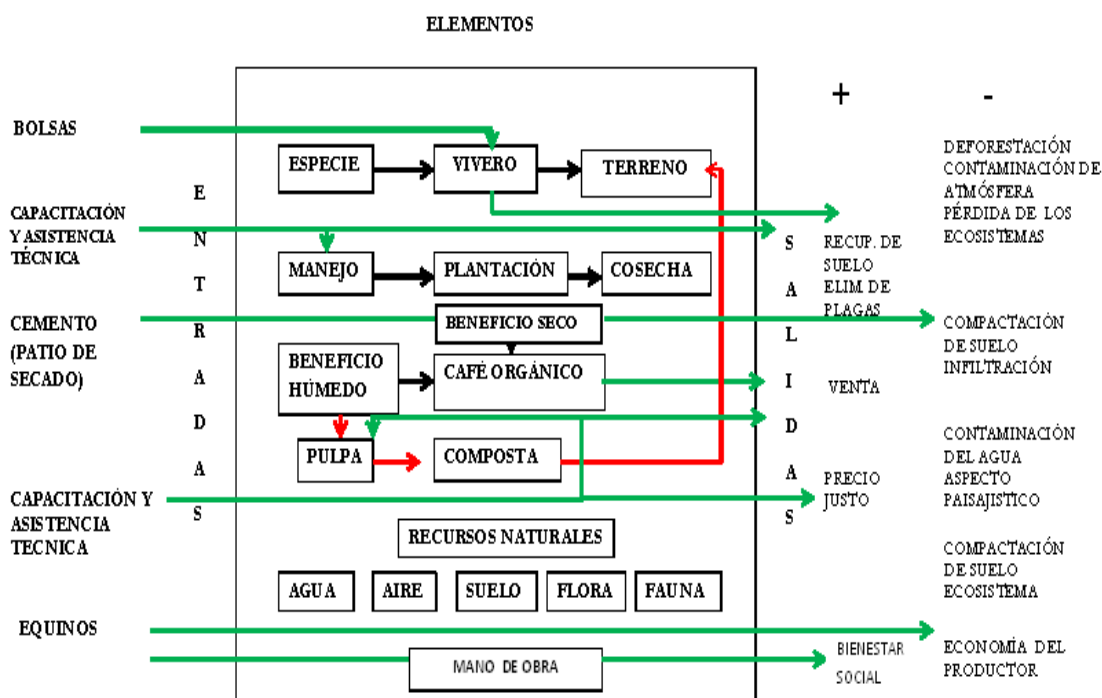 ELEMENTOS
+
-
BOLSAS
ESPECIE
VIVERO
TERRENO
DEFORESTACIÓN
CONTAMINACIÓN DE
ATMÓSFERA
PÉRDIDA DE LOS
ECOSISTEMAS
CAPACITACIÓN
Y ASISTENCIA
TÉCNICA
E
N
T
R
A
D
A
S
MANEJO
PLANTACIÓN
COSECHA
S
A
L
I
D
A
S
RECUP. DE
SUELO
ELIM. DE
PLAGAS
CEMENTO
(PATIO DE
SECADO)
BENEFICIO SECO
COMPACTACIÓN
DE SUELO
INFILTRACIÓN
BENEFICIO
HÚMEDO
CAFÉ ORGÁNICO
VENTA
PULPA
COMPOSTA
CONTAMINACIÓN
DEL AGUA
ASPECTO
PAISAJISTICO
PRECIO
JUSTO
CAPACITACIÓN Y
ASISTENCIA
TECNICA
RECURSOS NATURALES
AGUA
AIRE
SUELO
FLORA
FAUNA
COMPACTACIÓN
DE SUELO
ECOSISTEMA
EQUINOS
MANO DE OBRA
BIENESTAR
SOCIAL
ECONOMÍA DEL
PRODUCTOR